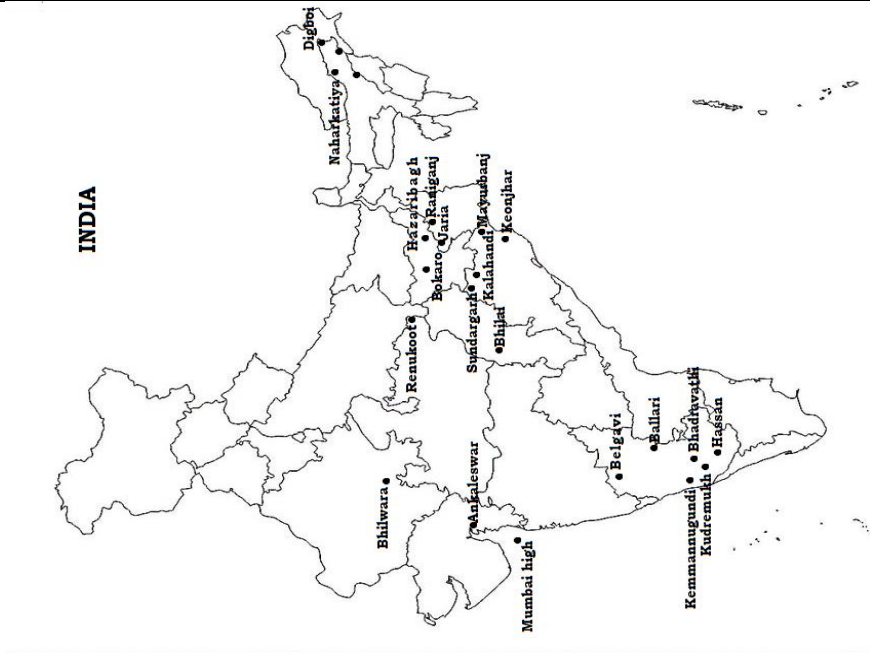 INDIA
Digboi
Naharkatiya
Hazaribagh
Raniganj
Jaria
Bokaro
Mayurbanj
Keonjhar
Kalahandi
Sundargarh
Bhilai
Renukoot
Bhilwara
Ankaleswar
Mumbai high
Belgavi
Ballari
Bhadravathi
Hassan
Kemmannugundi
Kudremukh